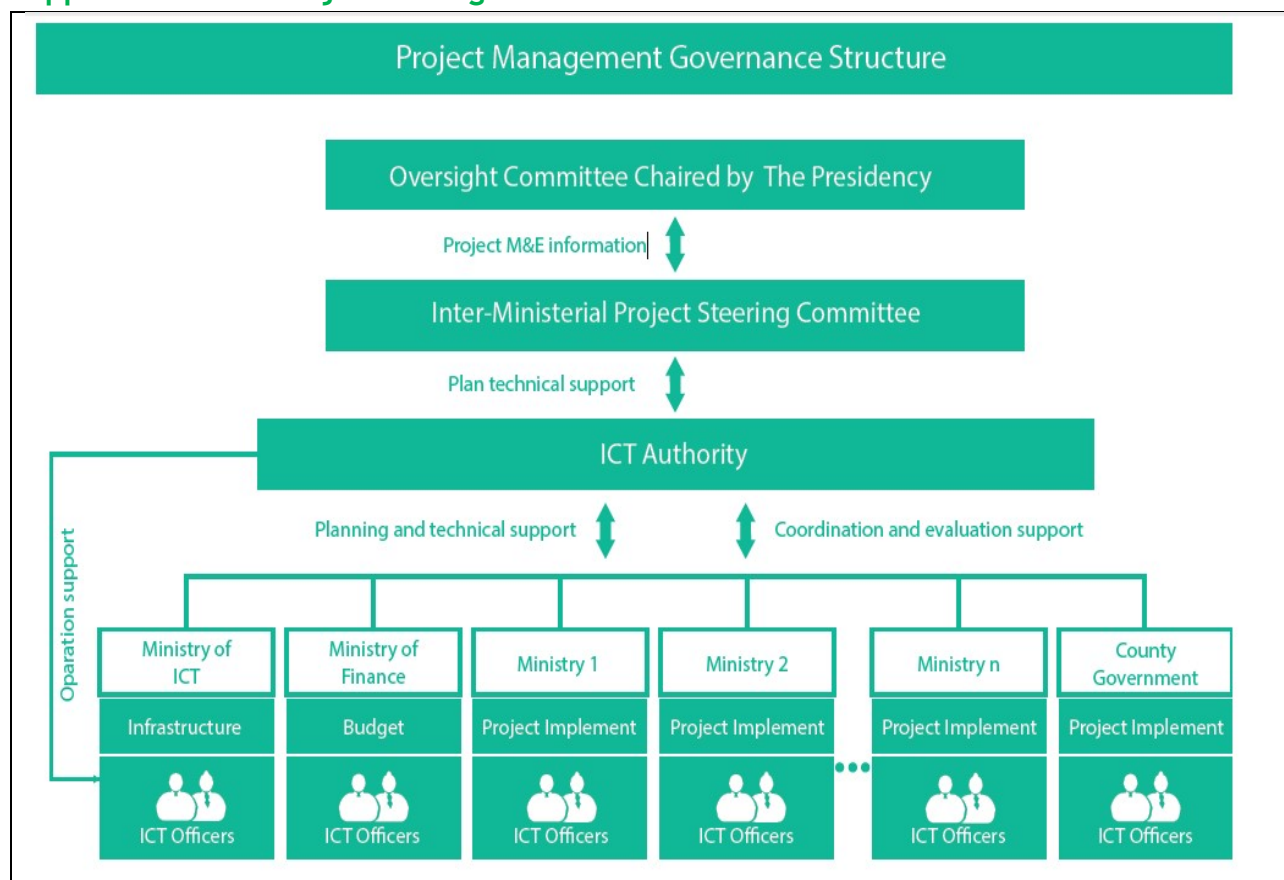 Project Management Governance Structure
Oversight Committee Chaired by The Presidency
Project M&E information
Inter-Ministerial Project Steering Committee
Plan technical support
ICT Authority
Planning and technical support
Coordination and evaluation support
Oparation support
Ministry of
ICT
Ministry of
Finance
Ministry 1
Ministry 2
Ministry n
County
Government
Infrastructure
Budget
Project Implement
Project Implement
Project Implement
Project Implement
ICT Officers
ICT Officers
ICT Officers
ICT Officers
ICT Officers
ICT Officers